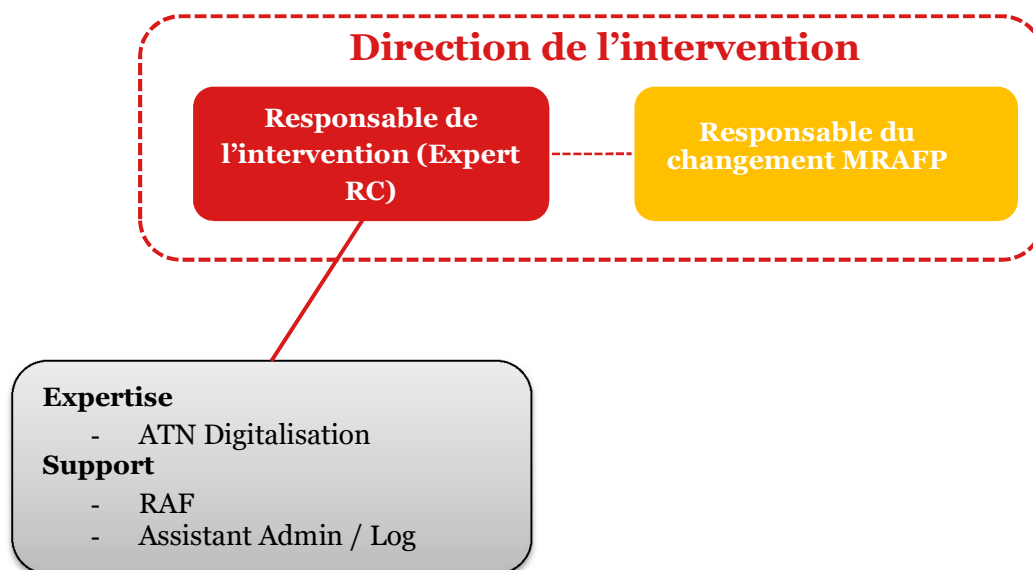 Direction de l’intervention
Responsable de
l’intervention (Expert
RC)
Responsable du
changement MRAFP
Expertise
- ATN Digitalisation
Support
- RAF
- Assistant Admin / Log